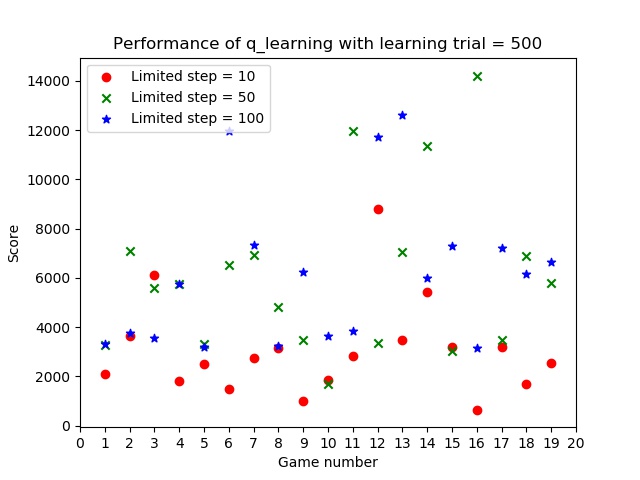 Performance of q_learning with learning trial = 500
Limited step = 10
Limited step = 50
Limited step = 100
Score
14000
12000
10000
8000
6000
4000
2000
0
0 1 2 3 4 5 6 7 8 9 10 11 12 13 14 15 16 17 18 19 20
Game number